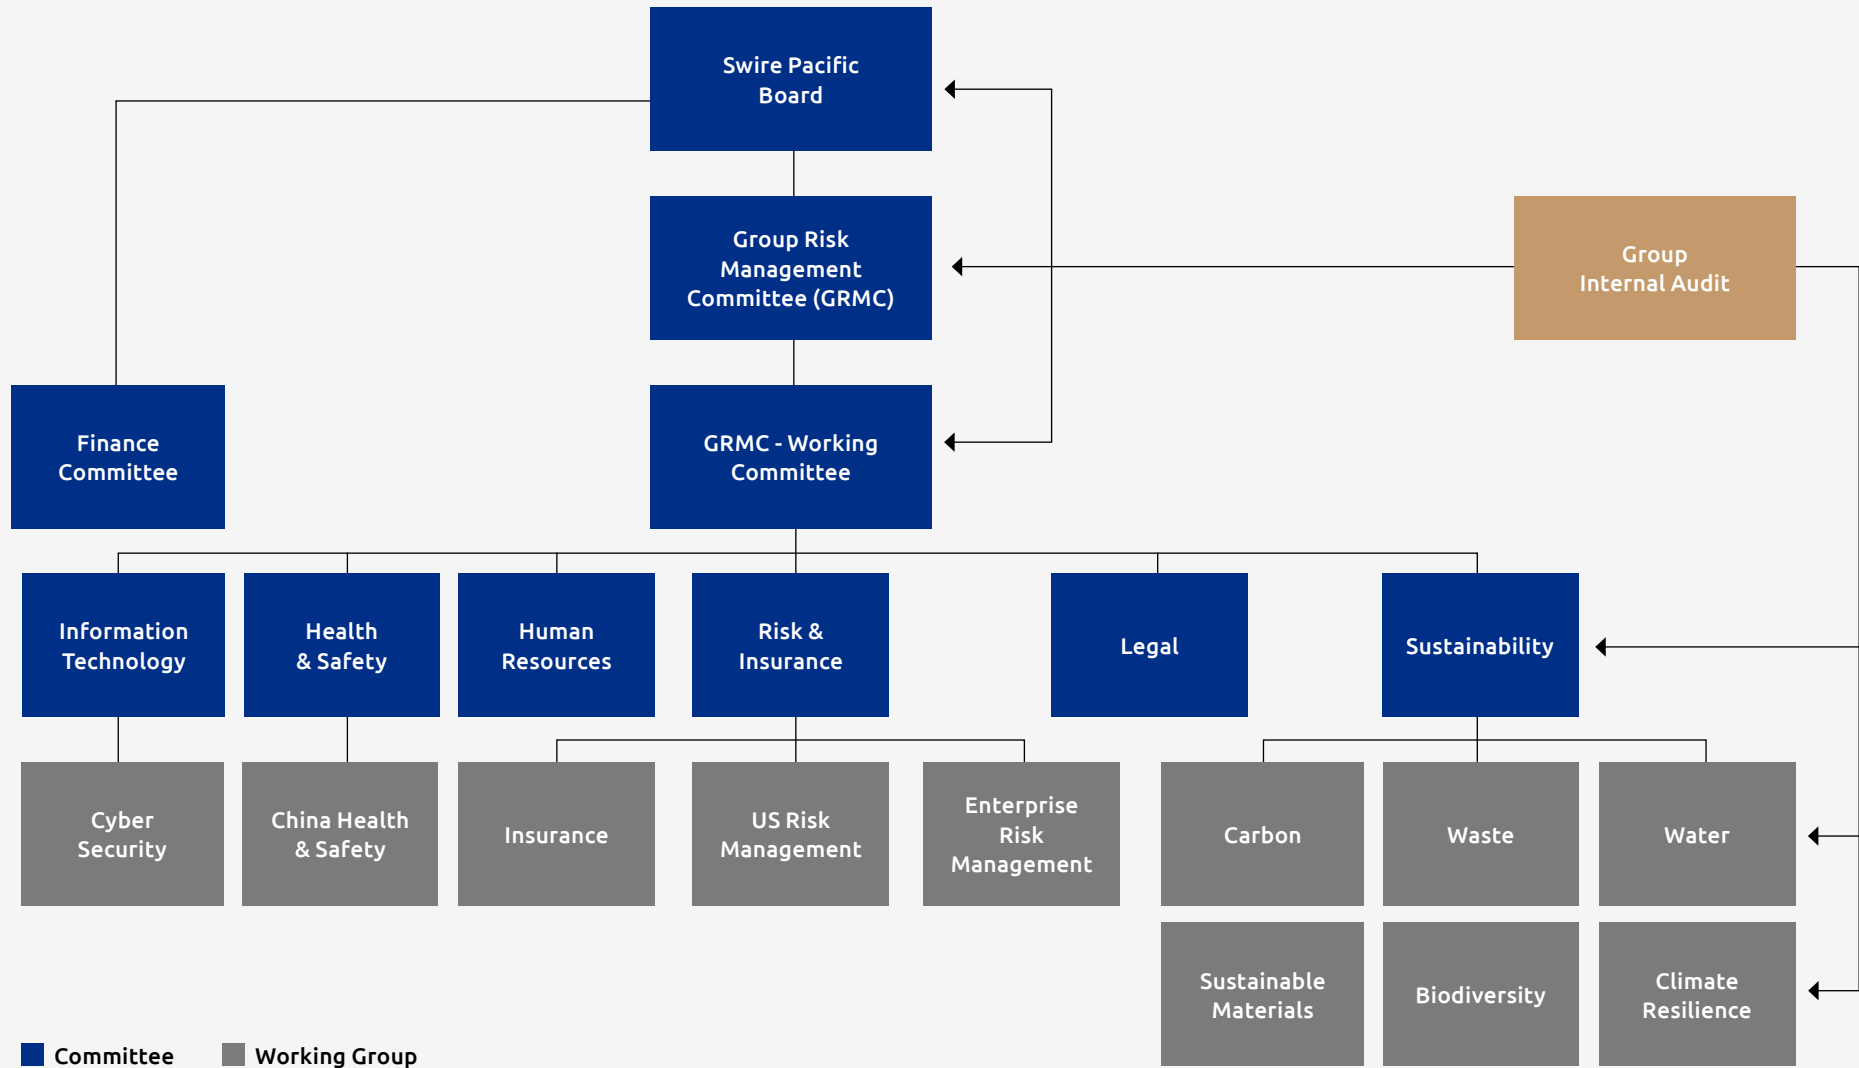 Swire Pacific
Board
Group Risk
Management
Committee (GRMC)
Group
Internal Audit
Finance
Committee
GRMC - Working
Committee
Information
Technology
Health
& Safety
Human
Resources
Risk &
Insurance
Legal
Sustainability
Cyber
Security
China Health
& Safety
Insurance
US Risk
Management
Enterprise
Risk
Management
Carbon
Waste
Water
Sustainable
Materials
Biodiversity
Climate
Resilience
Committee
Working Group